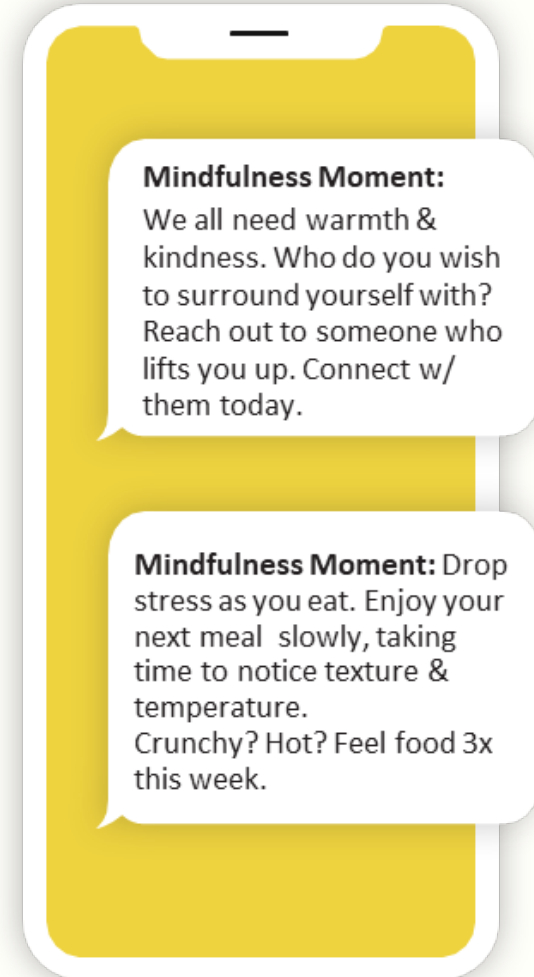 Mindfulness Moment:
We all need warmth &
kindness. Who do you wish
to surround yourself with?
Reach out to someone who
lifts you up. Connect w/
them today.
Mindfulness Moment: Drop
stress as you eat. Enjoy your
next meal  slowly, taking
time to notice texture &
temperature.
Crunchy? Hot? Feel food 3x
this week.